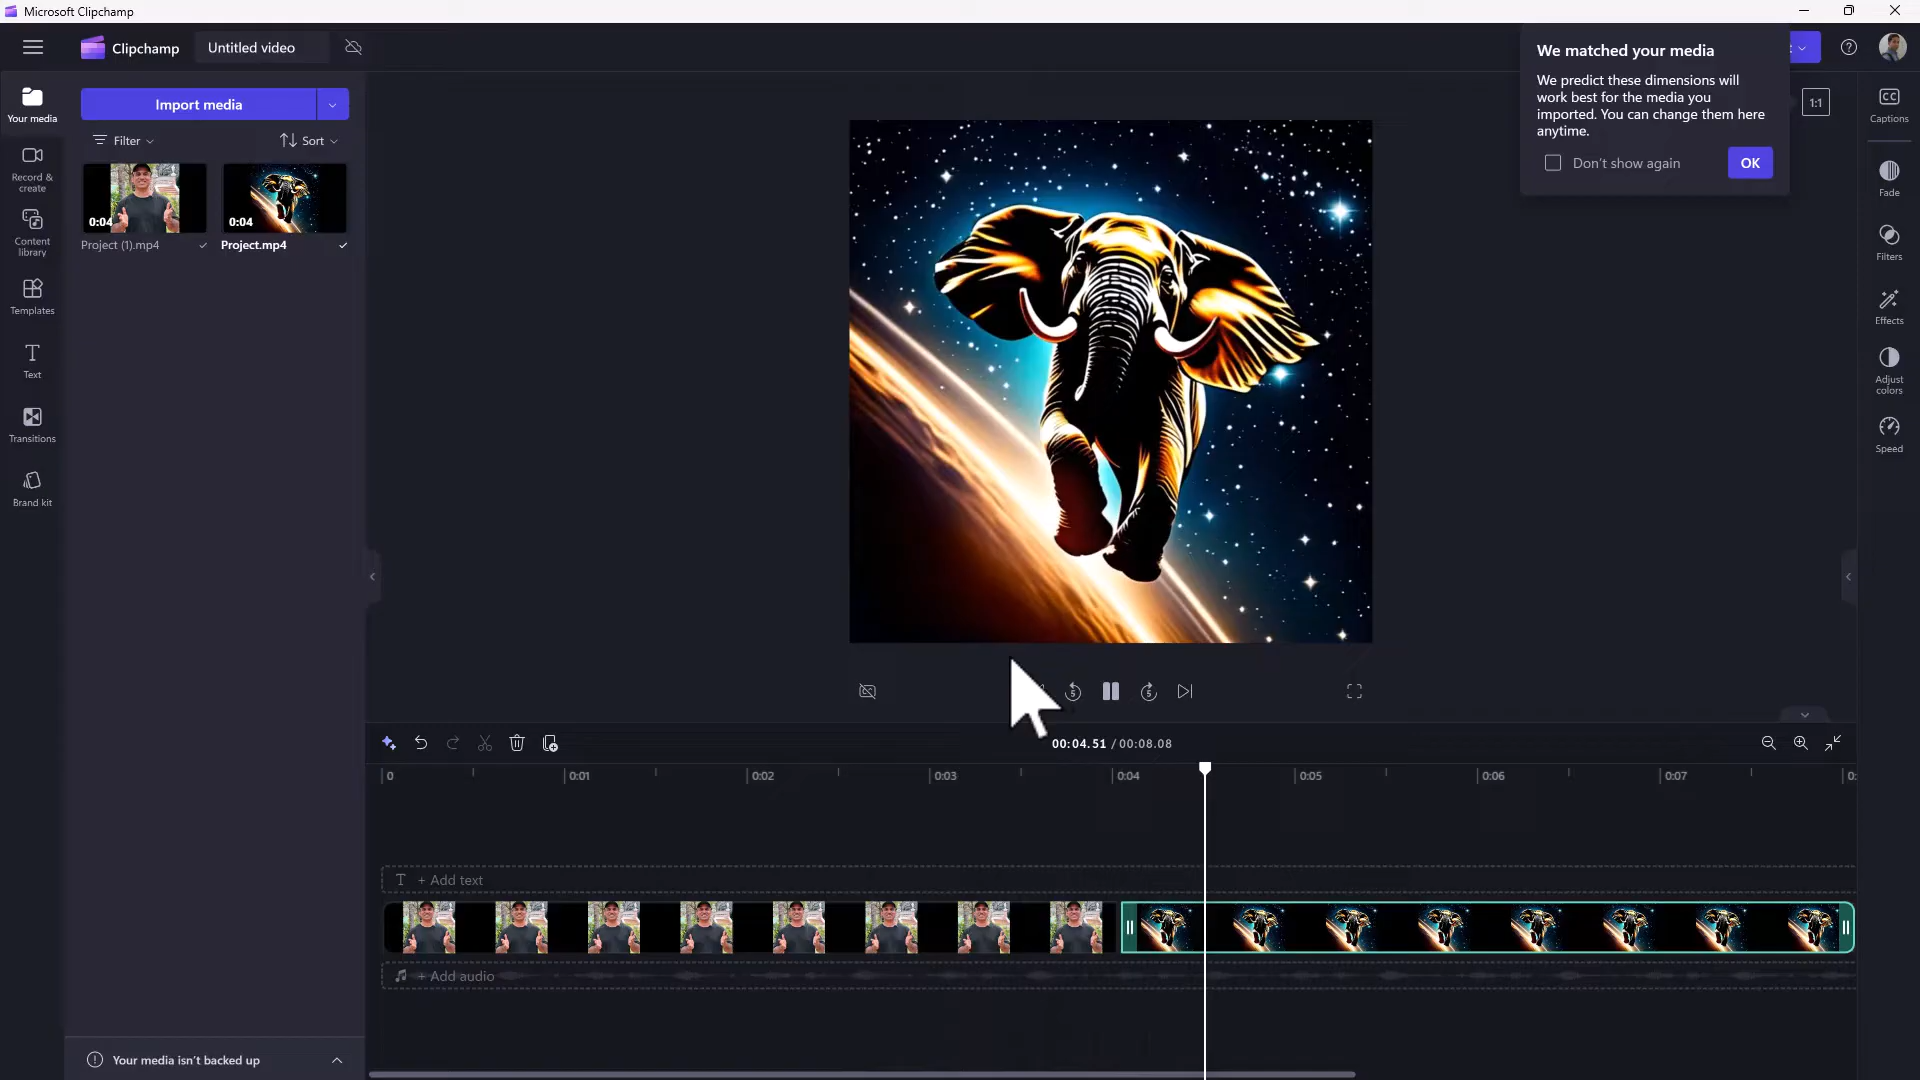 Microsoft Clipchamp
Clipchamp
Untitled video
We matched your media
We predict these dimensions will
work best for the media you
imported. You can change them here
anytime.
Don't show again
OK
1:1
Your media
Record &
create
Content
library
Templates
Text
Transitions
Brand kit
Import media
Filter
Sort
0:04
0:04
Project (1).mp4
Project.mp4
Captions
CC
Fade
Filters
Effects
Adjust
colors
Speed
5
5
00:04.51 / 00:08.08
0
0:01
0:02
0:03
0:04
0:05
0:06
0:07
0:
T + Add text
+ Add audio
Your media isn't backed up